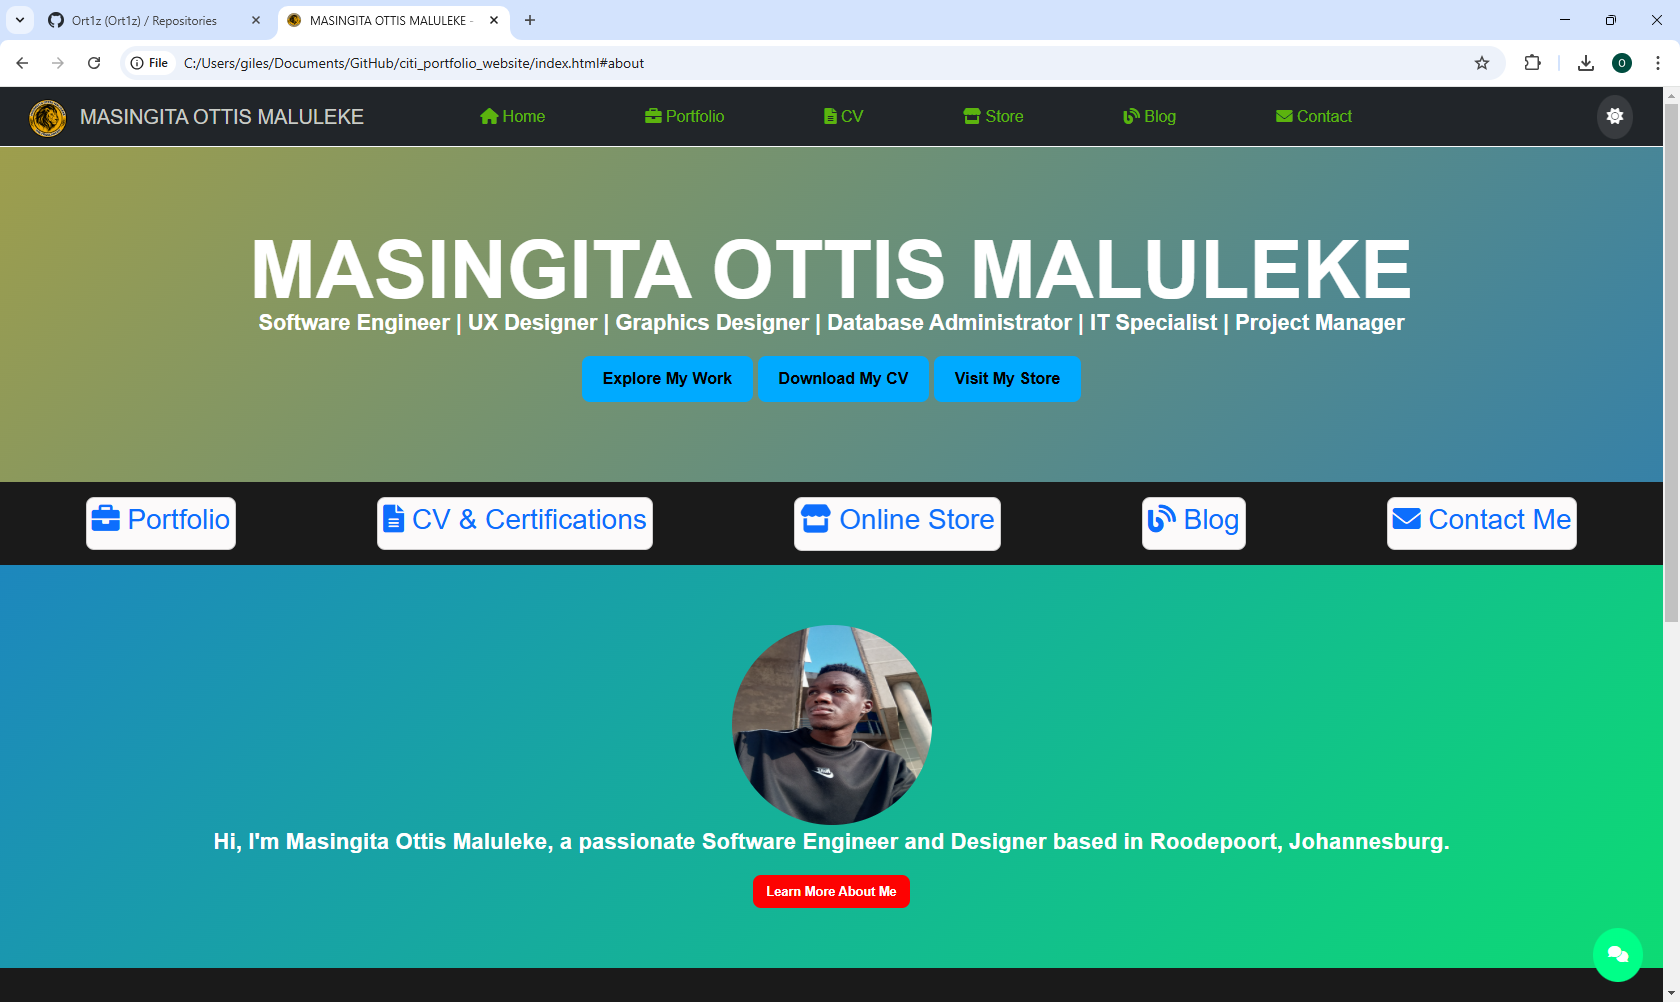 Ort1z (Ort1z) / Repositories
MASINGITA OTTIS MALULEKE -
File
C:/Users/giles/Documents/GitHub/citi_portfolio_website/index.html#about
O
MASINGITA OTTIS MALULEKE
Home
Portfolio
CV
Store
Blog
Contact
MASINGITA OTTIS MALULEKE
Software Engineer | UX Designer | Graphics Designer | Database Administrator | IT Specialist | Project Manager
Explore My Work
Download My CV
Visit My Store
Portfolio
CV & Certifications
Online Store
Blog
Contact Me
Hi, I'm Masingita Ottis Maluleke, a passionate Software Engineer and Designer based in Roodepoort, Johannesburg.
Learn More About Me